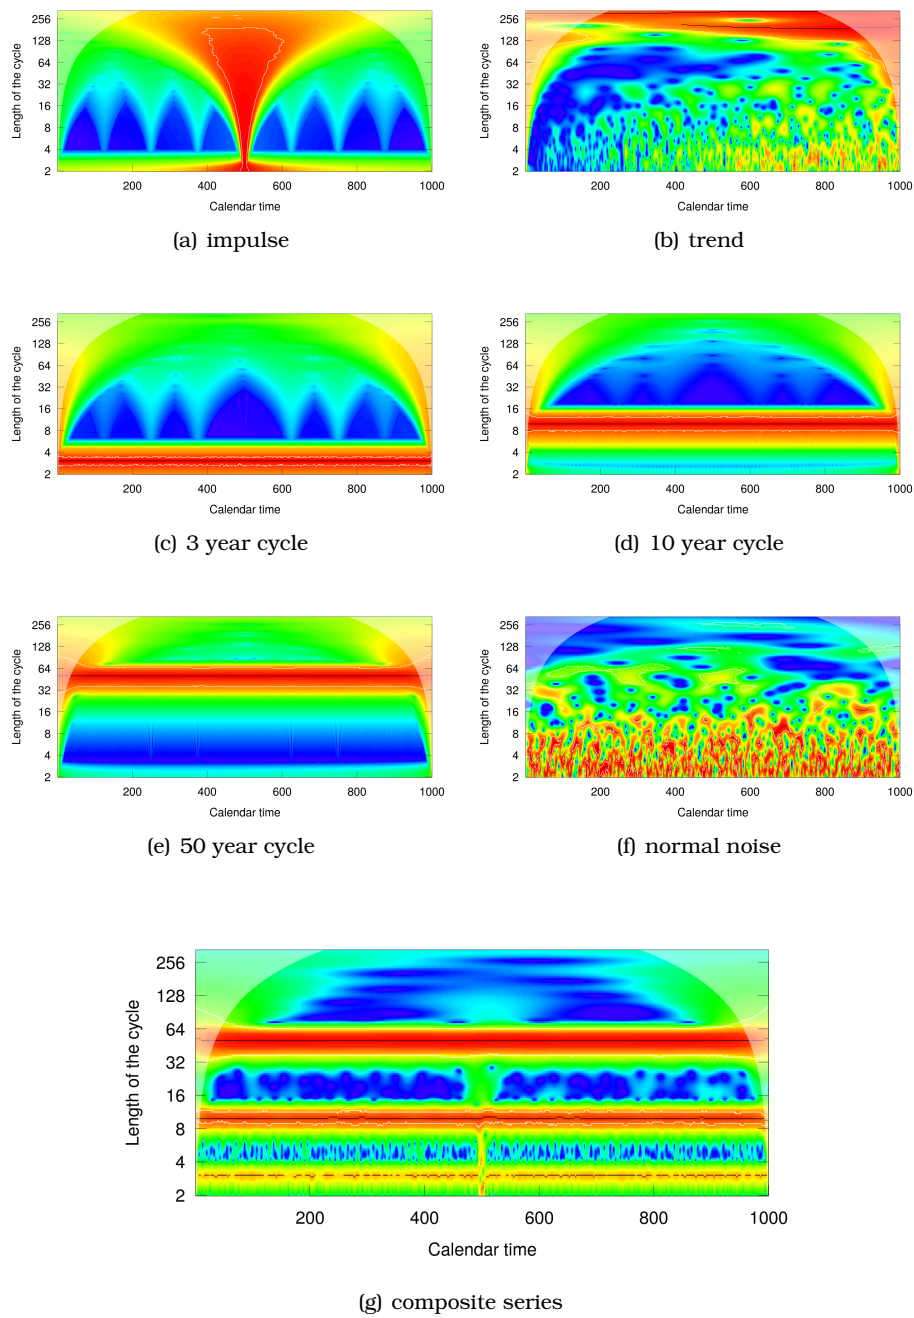 Length of the cycle
256
128
64
32
16
8
4
2
200 400 600 800 1000
Calendar time
(a) impulse
Length of the cycle
256
128
64
32
16
8
4
2
200 400 600 800 1000
Calendar time
(b) trend
Length of the cycle
256
128
64
32
16
8
4
2
200 400 600 800 1000
Calendar time
(c) 3 year cycle
Length of the cycle
256
128
64
32
16
8
4
2
200 400 600 800 1000
Calendar time
(d) 10 year cycle
Length of the cycle
256
128
64
32
16
8
4
2
200 400 600 800 1000
Calendar time
(e) 50 year cycle
Length of the cycle
256
128
64
32
16
8
4
2
200 400 600 800 1000
Calendar time
(f) normal noise
Length of the cycle
256
128
64
32
16
8
4
2
200 400 600 800 1000
Calendar time
(g) composite series